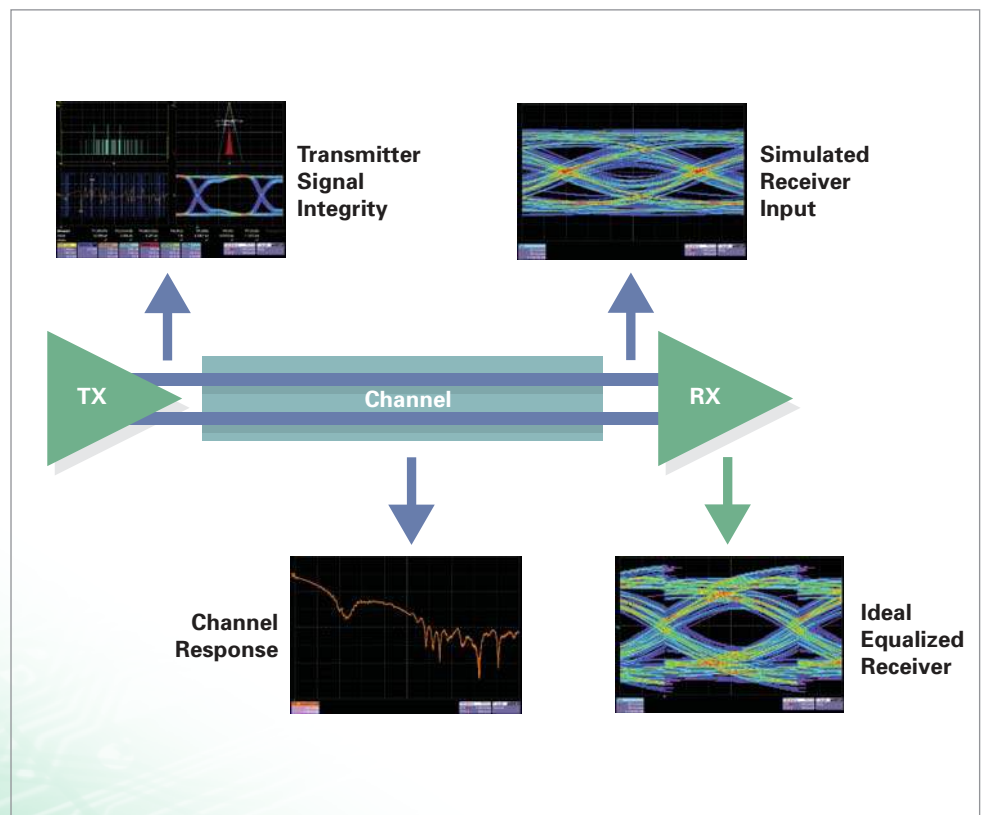 Transmitter
Signal
Integrity
Simulated
Receiver
Input
TX
Channel
RX
Channel
Response
Ideal
Equalized
Receiver